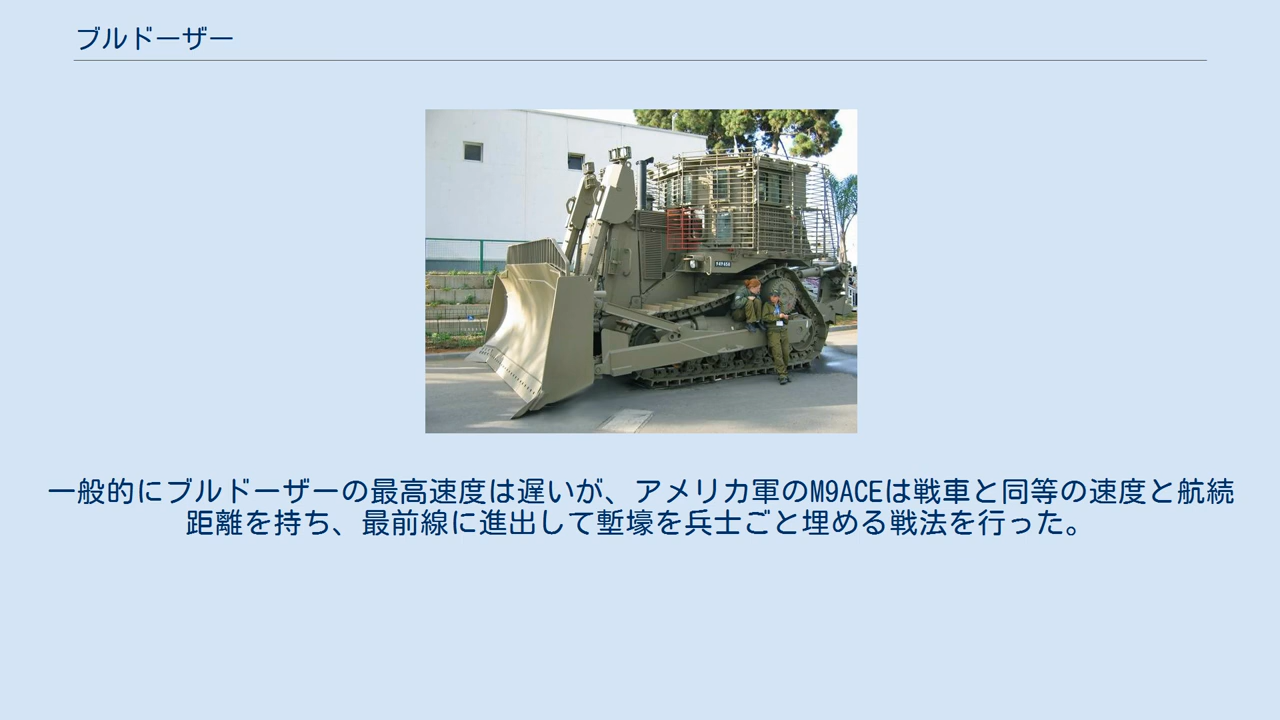 ブルドーザー
一般的にブルドーザーの最高速度は遅いが、アメリカ軍のM9ACEは戦車と同等の速度と航続
距離を持ち、最前線に進出して塹壕を兵士ごと埋める戦法を行った。